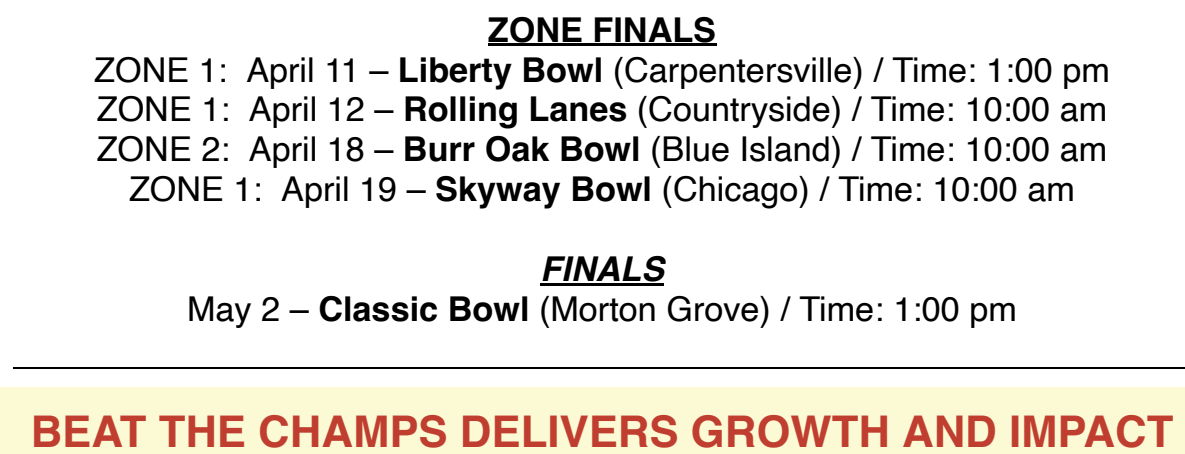 ZONE FINALS
ZONE 1:  April 11 – Liberty Bowl (Carpentersville) / Time: 1:00 pm
ZONE 1:  April 12 – Rolling Lanes (Countryside) / Time: 10:00 am
ZONE 2:  April 18 – Burr Oak Bowl (Blue Island) / Time: 10:00 am
ZONE 1:  April 19 – Skyway Bowl (Chicago) / Time: 10:00 am
FINALS
May 2 – Classic Bowl (Morton Grove) / Time: 1:00 pm
BEAT THE CHAMPS DELIVERS GROWTH AND IMPACT